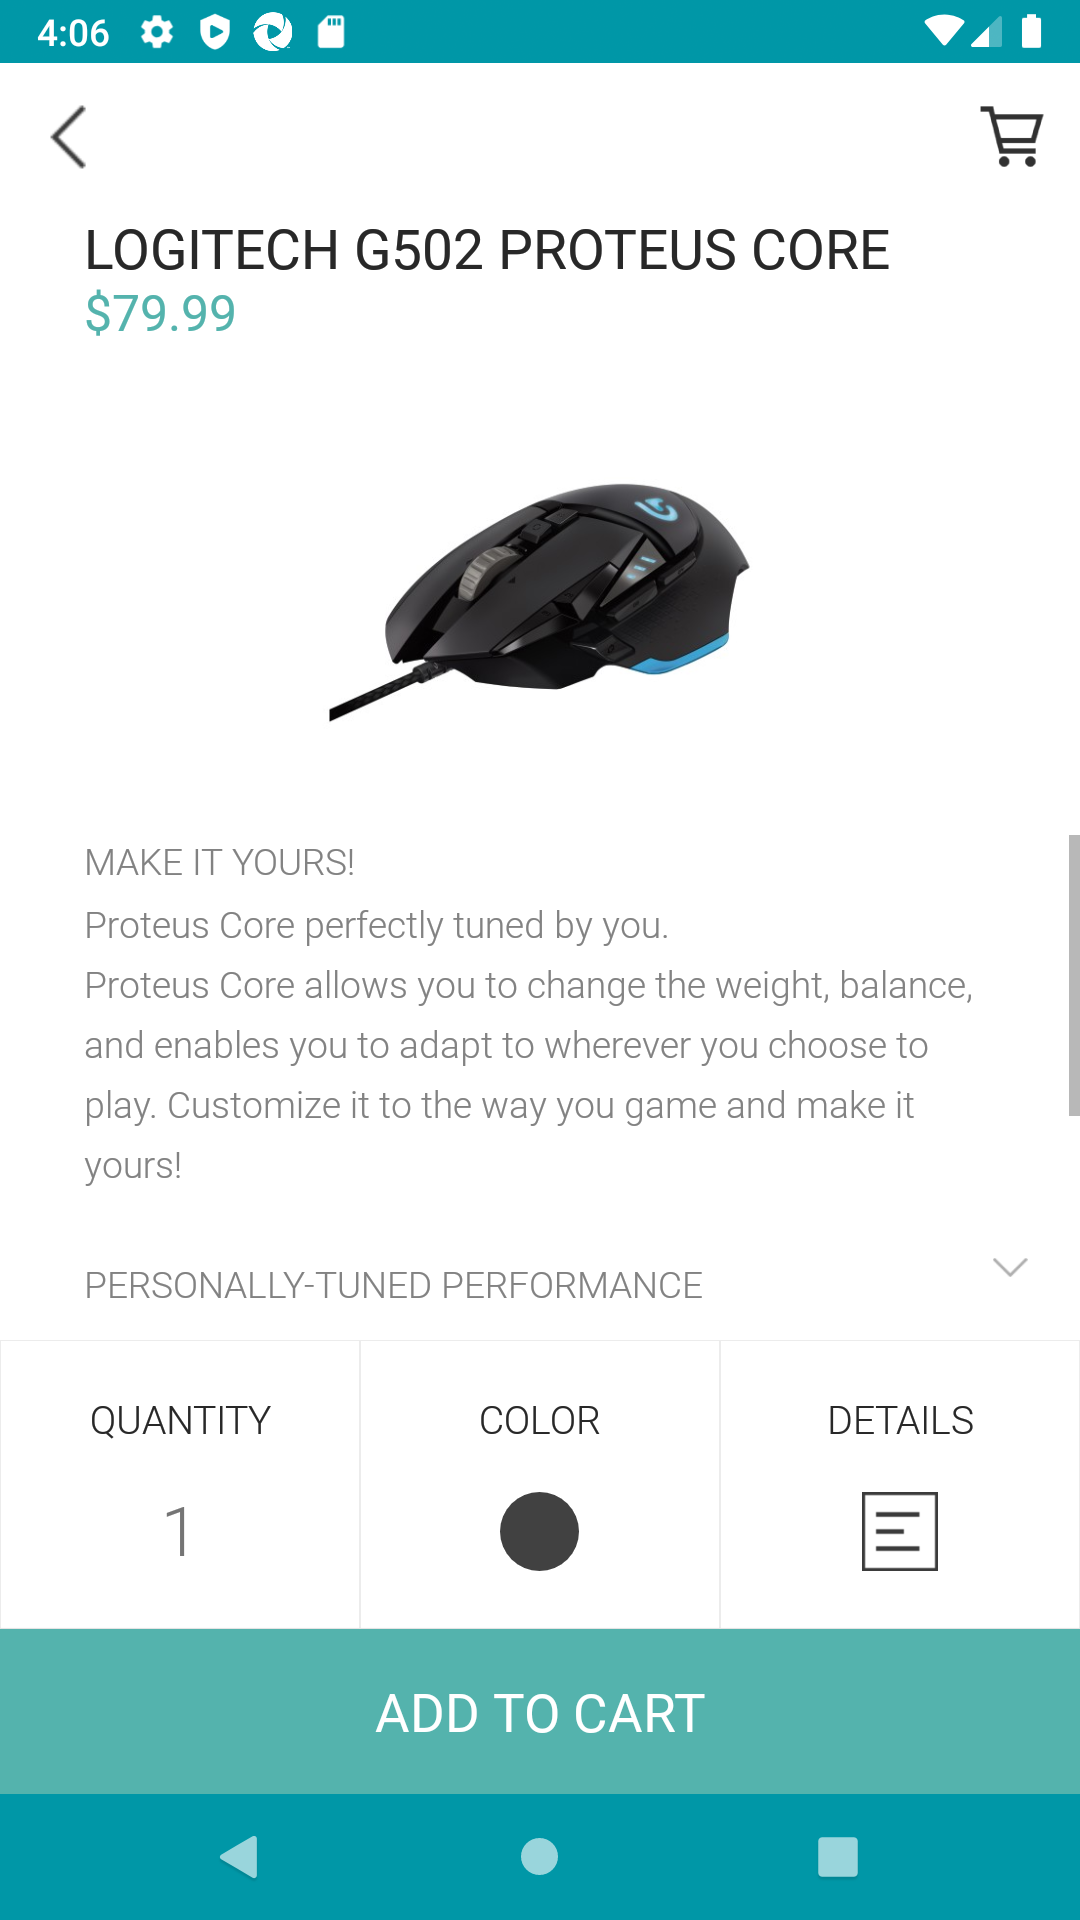 4:06
LOGITECH G502 PROTEUS CORE
$79.99
MAKE IT YOURS!
Proteus Core perfectly tuned by you.
Proteus Core allows you to change the weight, balance,
and enables you to adapt to wherever you choose to
play. Customize it to the way you game and make it
yours!
PERSONALLY-TUNED PERFORMANCE
QUANTITY
COLOR
DETAILS
1
ADD TO CART